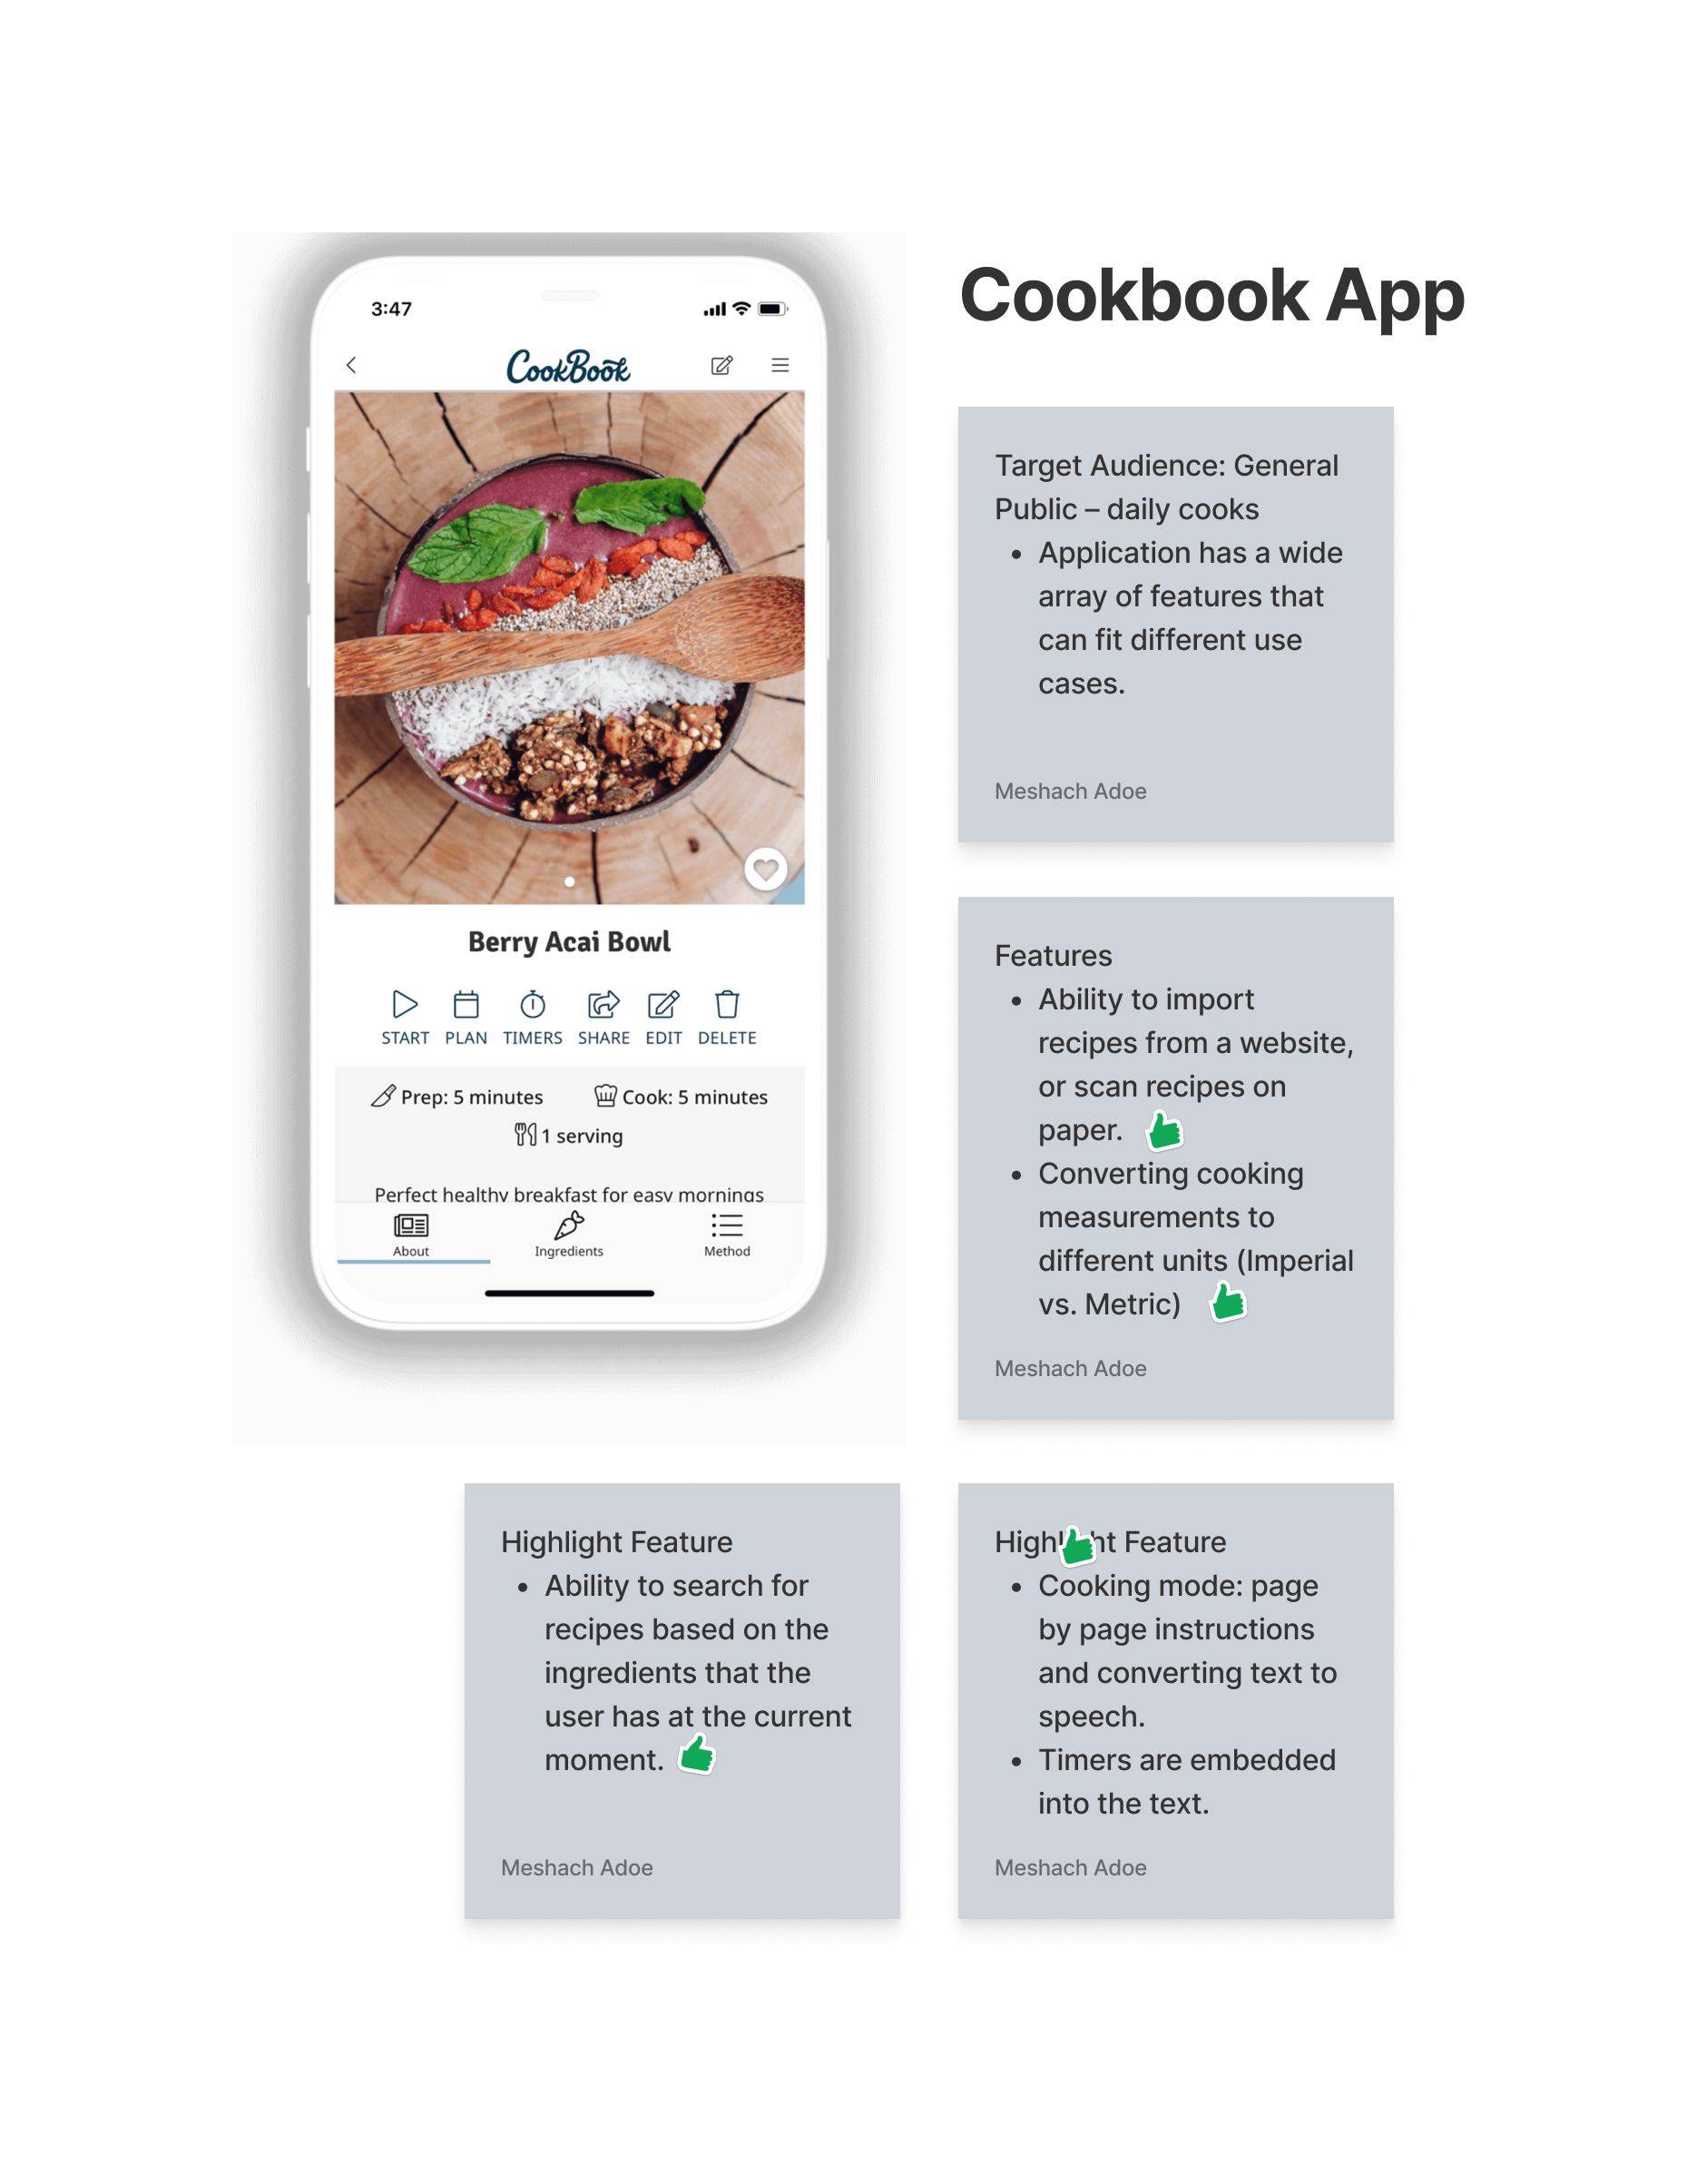 3:47
CookBook
Berry Acai Bowl
START PLAN TIMERS SHARE EDIT DELETE
Prep: 5 minutes Cook: 5 minutes
1 serving
Perfect healthy breakfast for easy mornings
About Ingredients Method
Cookbook App
Target Audience: General
Public – daily cooks
• Application has a wide
array of features that
can fit different use
cases.
Meshach Adoe
Features
• Ability to import
recipes from a website,
or scan recipes on
paper.
• Converting cooking
measurements to
different units (Imperial
vs. Metric)
Meshach Adoe
Highlight Feature
• Ability to search for
recipes based on the
ingredients that the
user has at the current
moment.
Meshach Adoe
Highlight Feature
• Cooking mode: page
by page instructions
and converting text to
speech.
• Timers are embedded
into the text.
Meshach Adoe